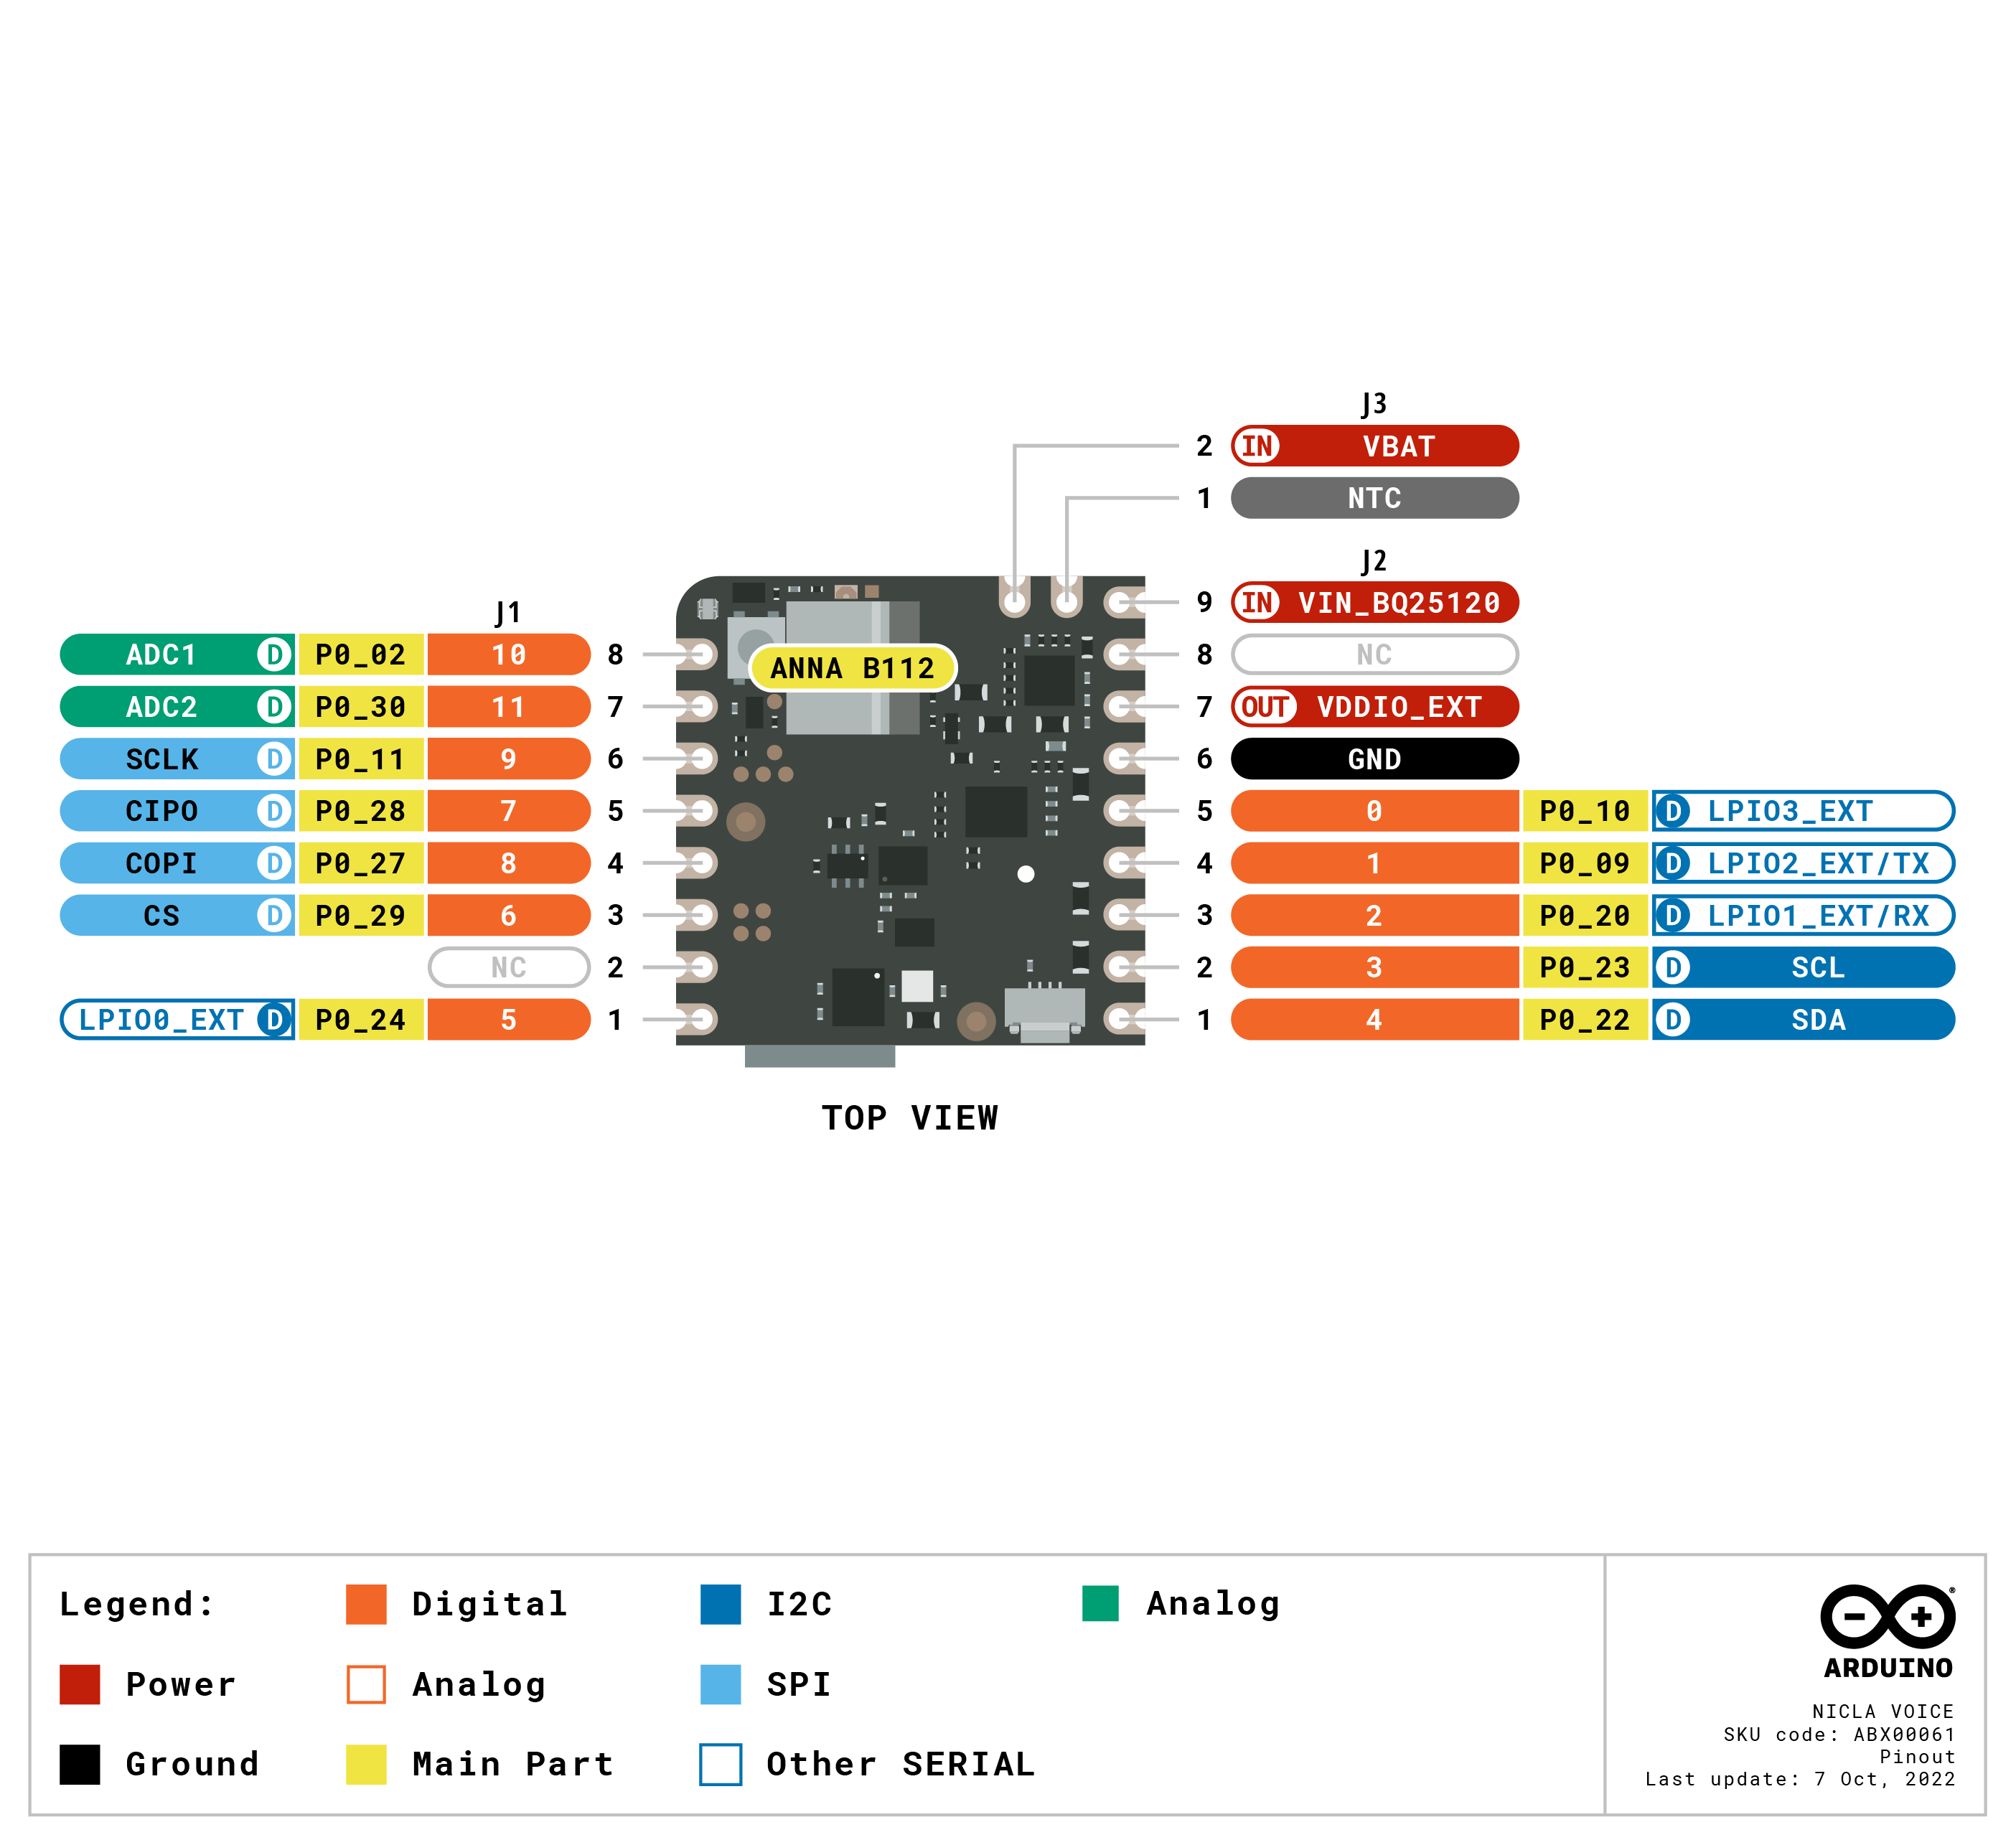 J3
2 IN VBAT
1 NTC
J2
9 IN VIN_BQ25120
8 NC
7 OUT VDDIO_EXT
6 GND
5 0 P0_10 D LPIO3_EXT
4 1 P0_09 D LPIO2_EXT/TX
3 2 P0_20 D LPIO1_EXT/RX
2 3 P0_23 D SCL
1 4 P0_22 D SDA
J1
ADC1 D P0_02 10 8
ADC2 D P0_30 11 7
SCLK D P0_11 9 6
CIPO D P0_28 7 5
COPI D P0_27 8 4
CS D P0_29 6 3
NC 2
LPIO0_EXT D P0_24 5 1
ANNA B112
TOP VIEW
Legend:
Power
Ground
Digital
Analog
Main Part
I2C
SPI
Other SERIAL
Analog
®
ARDUINO
NICLA VOICE
SKU code: ABX00061
Pinout
Last update: 7 Oct, 2022